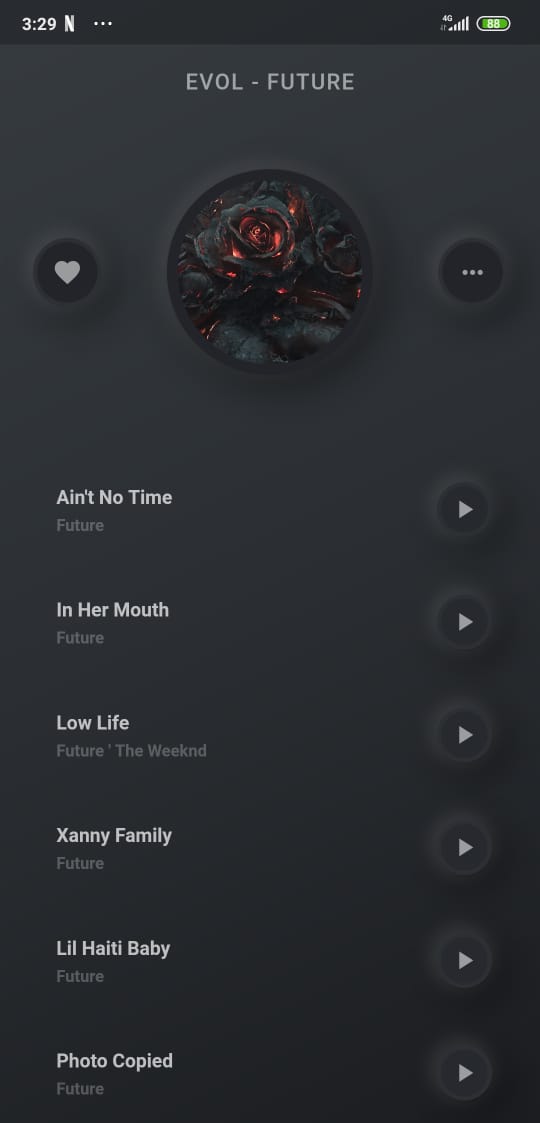 3:29 N ...
4G 88
EVOL - FUTURE
Ain't No Time
Future
In Her Mouth
Future
Low Life
Future ' The Weeknd
Xanny Family
Future
Lil Haiti Baby
Future
Photo Copied
Future